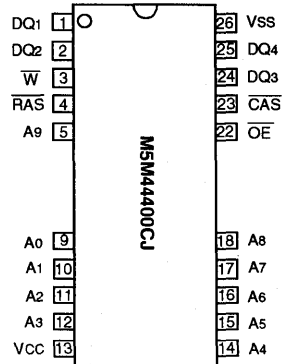 DQ1 1 26 VSS
DQ2 2 25 DQ4
W 3 24 DQ3
RAS 4 23 CAS
A9 5 22 OE
M5M44400CJ
A0 9 18 A8
A1 10 17 A7
A2 11 16 A6
A3 12 15 A5
VCC 13 14 A4